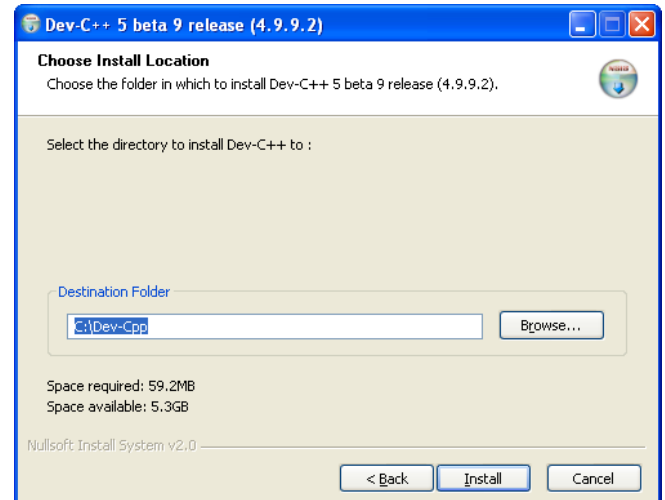 Dev-C++ 5 beta 9 release (4.9.9.2)
Choose Install Location
Choose the folder in which to install Dev-C++ 5 beta 9 release (4.9.9.2).
Select the directory to install Dev-C++ to :
Destination Folder
C:\Dev-Cpp
Browse...
Space required: 59.2MB
Space available: 5.3GB
Nullsoft Install System v2.0
< Back
Install
Cancel